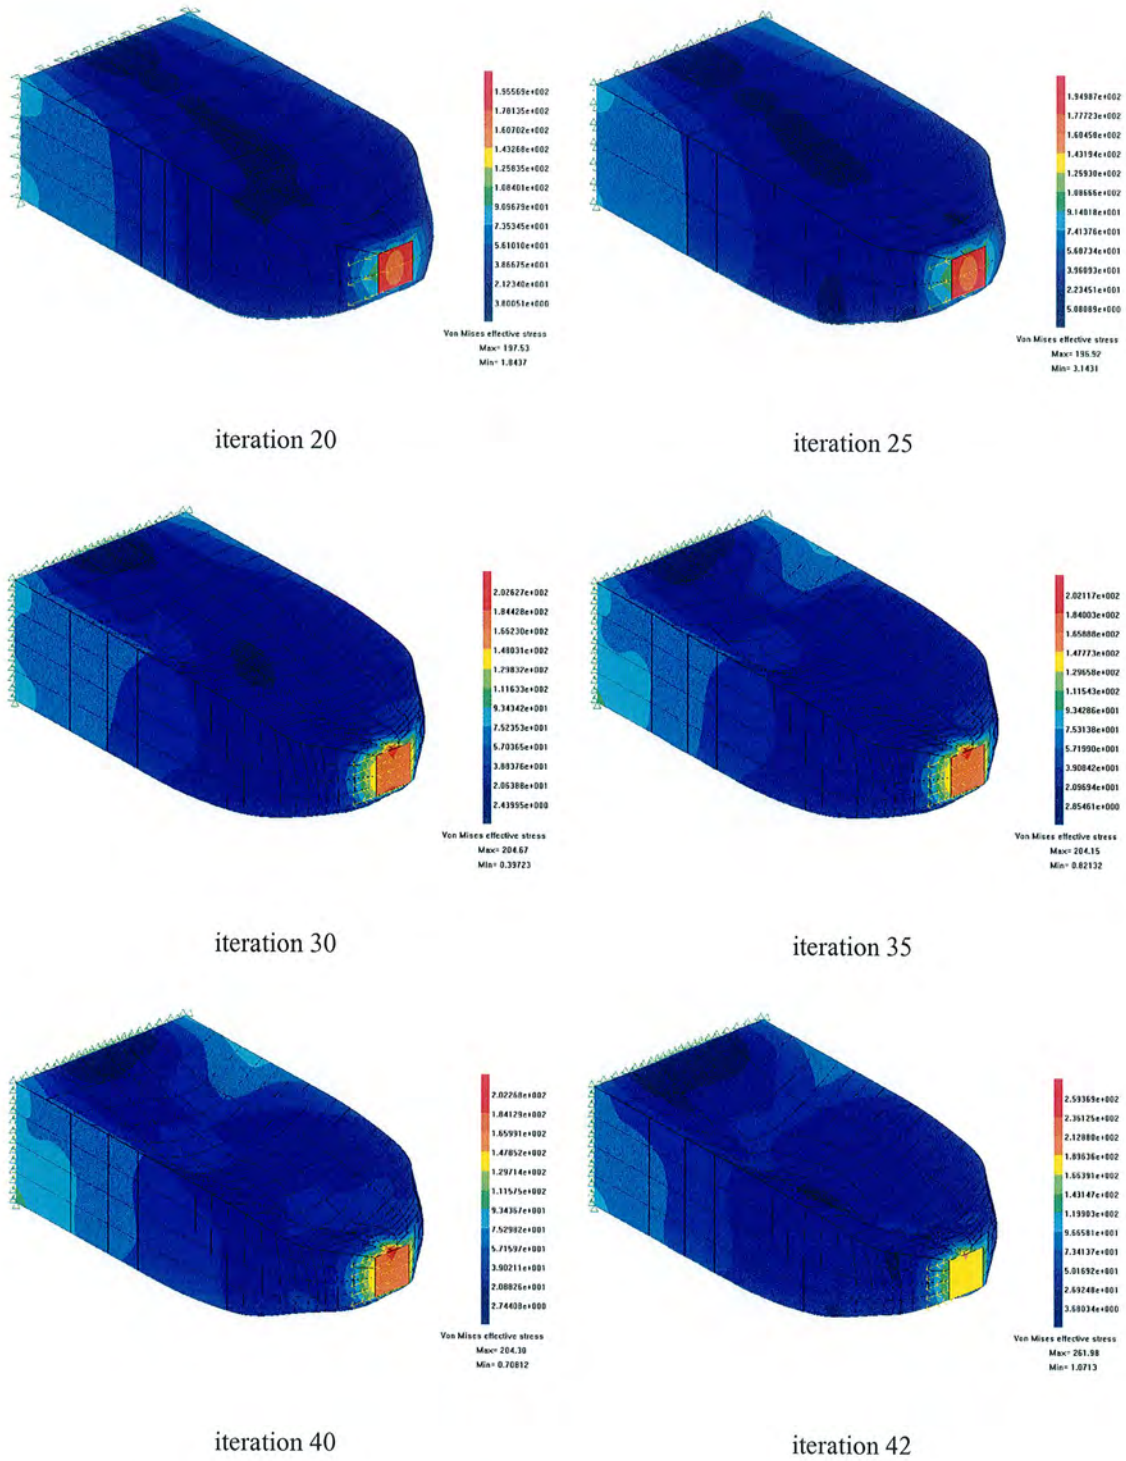 1.95569e+002
1.78135e+002
1.60702e+002
1.43268e+002
1.25835e+002
1.08401e+002
9.09679e+001
7.35345e+001
5.61010e+001
3.86675e+001
2.12340e+001
3.80051e+000
Von Mises effective stress
Max= 197.53
Min= 1.8437
iteration 20
1.94987e+002
1.77723e+002
1.60458e+002
1.43194e+002
1.25930e+002
1.08666e+002
9.14018e+001
7.41376e+001
5.68734e+001
3.96093e+001
2.23451e+001
5.08089e+000
Von Mises effective stress
Max= 196.92
Min= 3.1431
iteration 25
2.02627e+002
1.84428e+002
1.66230e+002
1.48031e+002
1.29832e+002
1.11633e+002
9.34342e+001
7.52353e+001
5.70365e+001
3.88376e+001
2.06388e+001
2.43995e+000
Von Mises effective stress
Max= 204.67
Min= 0.39723
iteration 30
2.02117e+002
1.84003e+002
1.65888e+002
1.47773e+002
1.29658e+002
1.11543e+002
9.34286e+001
7.53138e+001
5.71990e+001
3.90842e+001
2.09694e+001
2.85461e+000
Von Mises effective stress
Max= 204.15
Min= 0.82132
iteration 35
2.02268e+002
1.84129e+002
1.65991e+002
1.47852e+002
1.29714e+002
1.11575e+002
9.34367e+001
7.52982e+001
5.71597e+001
3.90211e+001
2.08826e+001
2.74408e+000
Von Mises effective stress
Max= 204.30
Min= 0.70812
iteration 40
2.59369e+002
2.36125e+002
2.12880e+002
1.89636e+002
1.66391e+002
1.43147e+002
1.19903e+002
9.66581e+001
7.34137e+001
5.01692e+001
2.69248e+001
3.68034e+000
Von Mises effective stress
Max= 261.98
Min= 1.0713
iteration 42